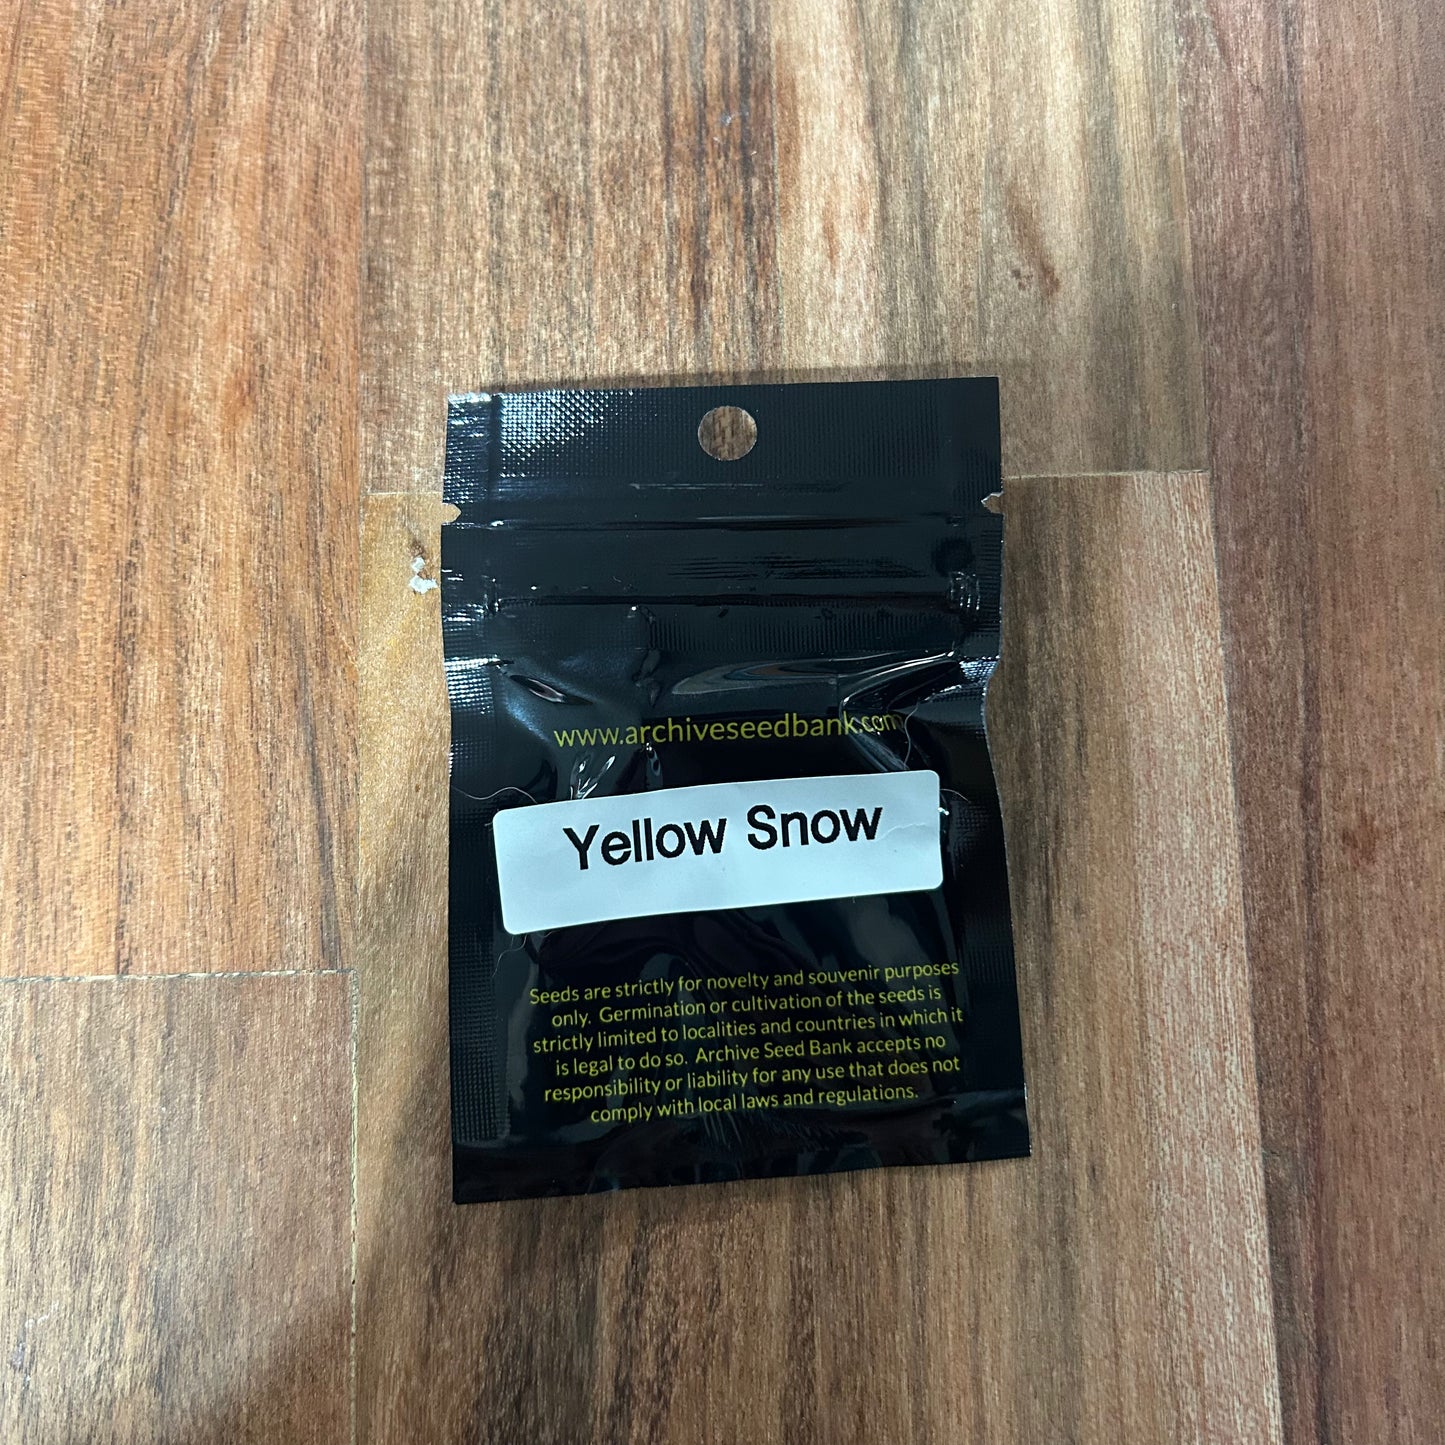 www.archiveseedbank.com
Yellow Snow
Seeds are strictly for novelty and souvenir purposes
only. Germination or cultivation of the seeds is
strictly limited to localities and countries in which it
is legal to do so. Archive Seed Bank accepts no
responsibility or liability for any use that does not
comply with local laws and regulations.